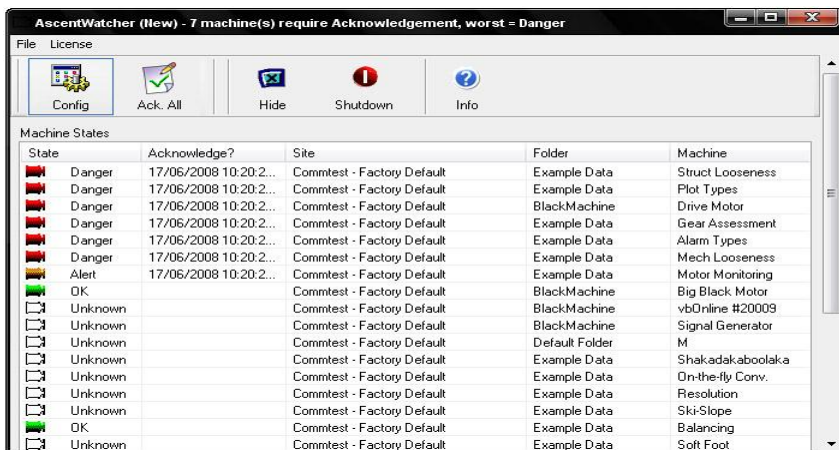 AscentWatcher (New) - 7 machine(s) require Acknowledgement, worst = Danger
File License
Config Ack. All Hide Shutdown Info
Machine States
State Acknowledge? Site Folder Machine
Danger 17/06/2008 10:20:2... Commtest - Factory Default Example Data Struct Looseness
Danger 17/06/2008 10:20:2... Commtest - Factory Default Example Data Plot Types
Danger 17/06/2008 10:20:2... Commtest - Factory Default BlackMachine Drive Motor
Danger 17/06/2008 10:20:2... Commtest - Factory Default Example Data Gear Assessment
Danger 17/06/2008 10:20:2... Commtest - Factory Default Example Data Alarm Types
Danger 17/06/2008 10:20:2... Commtest - Factory Default Example Data Mech Looseness
Alert 17/06/2008 10:20:2... Commtest - Factory Default Example Data Motor Monitoring
OK Commtest - Factory Default BlackMachine Big Black Motor
Unknown Commtest - Factory Default BlackMachine vbOnline #20009
Unknown Commtest - Factory Default BlackMachine Signal Generator
Unknown Commtest - Factory Default Default Folder M
Unknown Commtest - Factory Default Example Data Shakadakaboolaka
Unknown Commtest - Factory Default Example Data On-the-fly Conv.
Unknown Commtest - Factory Default Example Data Resolution
Unknown Commtest - Factory Default Example Data Ski-Slope
OK Commtest - Factory Default Example Data Balancing
Unknown Commtest - Factory Default Example Data Soft Foot